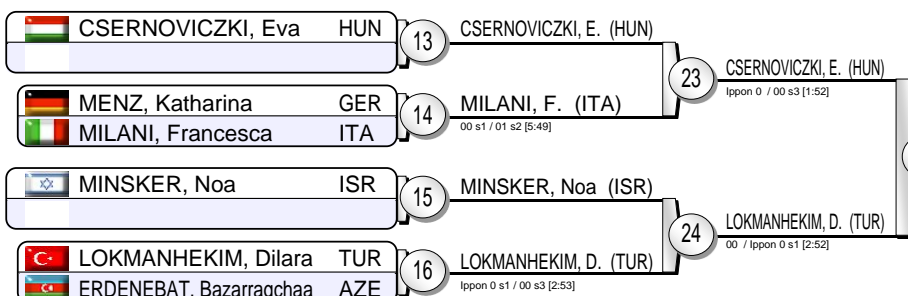 CSERNOVICZKI, Eva HUN
13
CSERNOVICZKI, E. (HUN)
MENZ, Katharina GER
MILANI, Francesca ITA
14
MILANI, F. (ITA)
00 s1 / 01 s2 [5:49]
23
CSERNOVICZKI, E. (HUN)
Ippon 0 / 00 s3 [1:52]
MINSKER, Noa ISR
15
MINSKER, Noa (ISR)
LOKMANHEKIM, Dilara TUR
ERDENEBAT, Bazarragchaa AZE
16
LOKMANHEKIM, D. (TUR)
Ippon 0 s1 / 00 s3 [2:53]
24
LOKMANHEKIM, D. (TUR)
00 / Ippon 0 s1 [2:52]